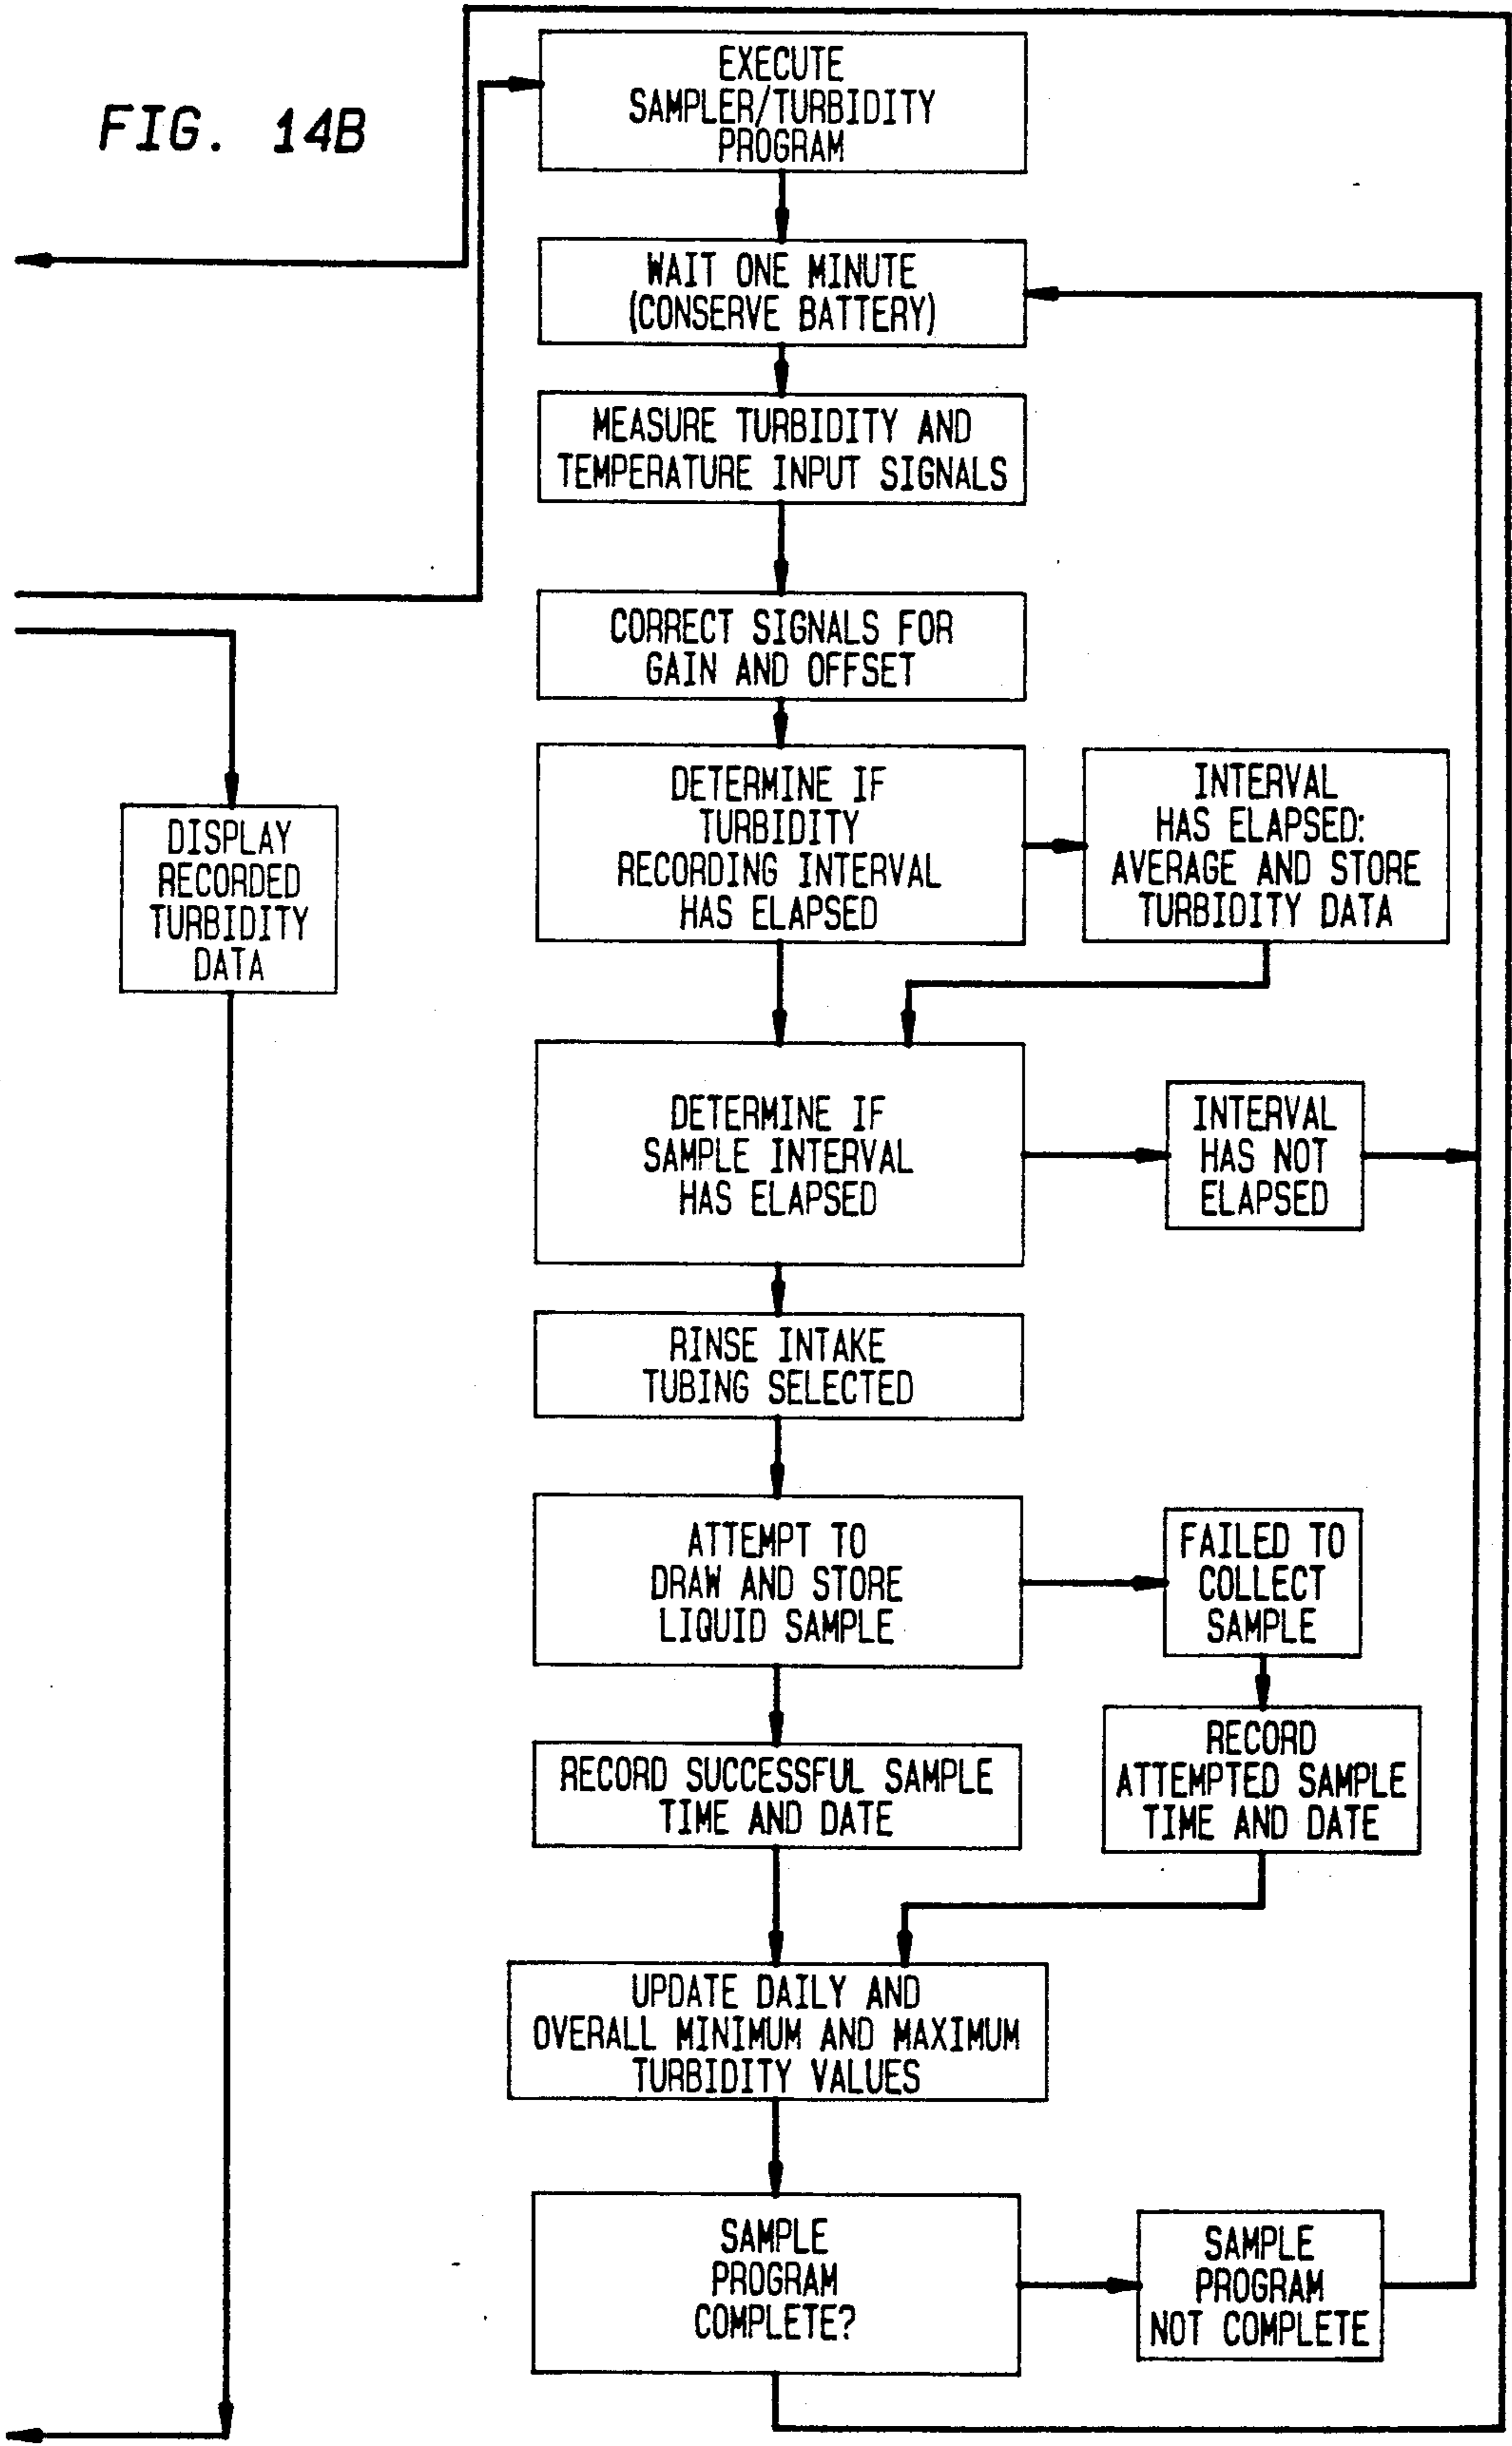 FIG. 14B
EXECUTE
SAMPLER/TURBIDITY
PROGRAM
WAIT ONE MINUTE
(CONSERVE BATTERY)
MEASURE TURBIDITY AND
TEMPERATURE INPUT SIGNALS
CORRECT SIGNALS FOR
GAIN AND OFFSET
DETERMINE IF
TURBIDITY
RECORDING INTERVAL
HAS ELAPSED
INTERVAL
HAS ELAPSED:
AVERAGE AND STORE
TURBIDITY DATA
DISPLAY
RECORDED
TURBIDITY
DATA
DETERMINE IF
SAMPLE INTERVAL
HAS ELAPSED
INTERVAL
HAS NOT
ELAPSED
RINSE INTAKE
TUBING SELECTED
ATTEMPT TO
DRAW AND STORE
LIQUID SAMPLE
FAILED TO
COLLECT
SAMPLE
RECORD SUCCESSFUL SAMPLE
TIME AND DATE
RECORD
ATTEMPTED SAMPLE
TIME AND DATE
UPDATE DAILY AND
OVERALL MINIMUM AND MAXIMUM
TURBIDITY VALUES
SAMPLE
PROGRAM
COMPLETE?
SAMPLE
PROGRAM
NOT COMPLETE